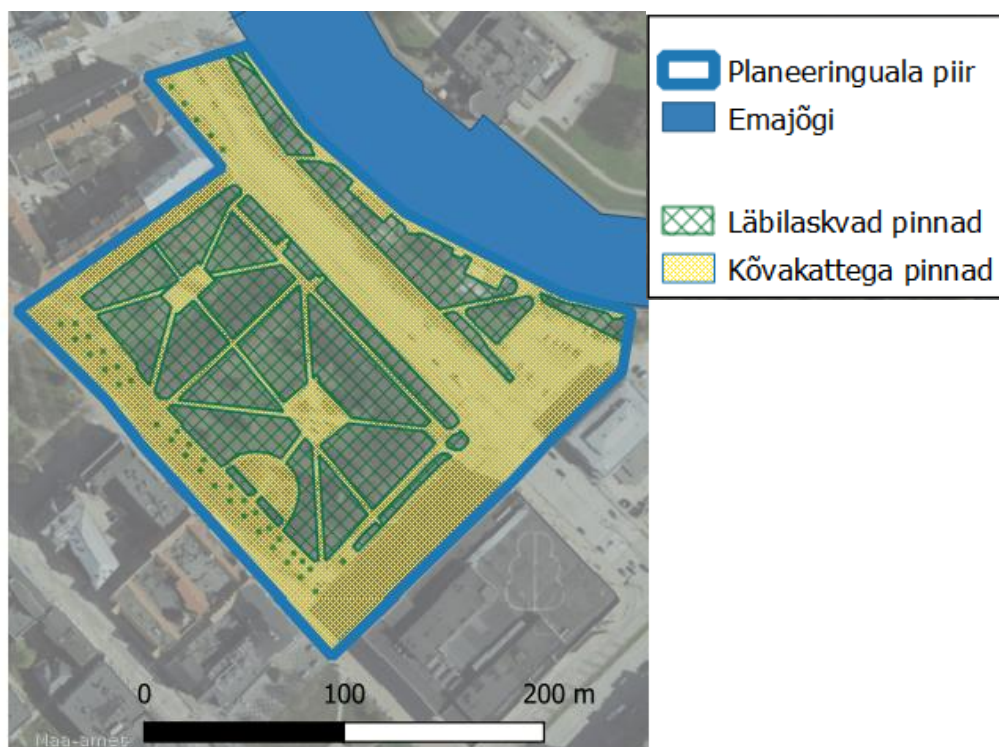 Planeeringuala piir
Emajõgi
Läbilaskvad pinnad
Kõvakattega pinnad
0 100 200 m
Maa-amet